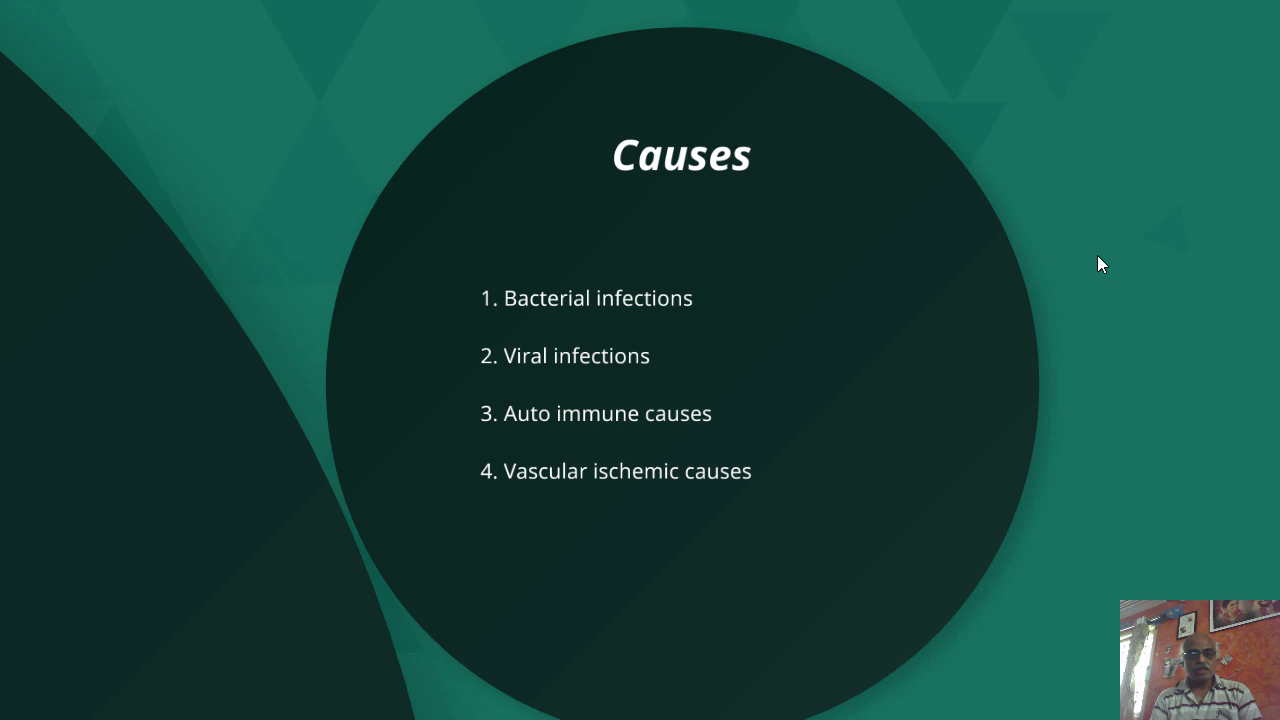 Causes
1. Bacterial infections
2. Viral infections
3. Auto immune causes
4. Vascular ischemic causes